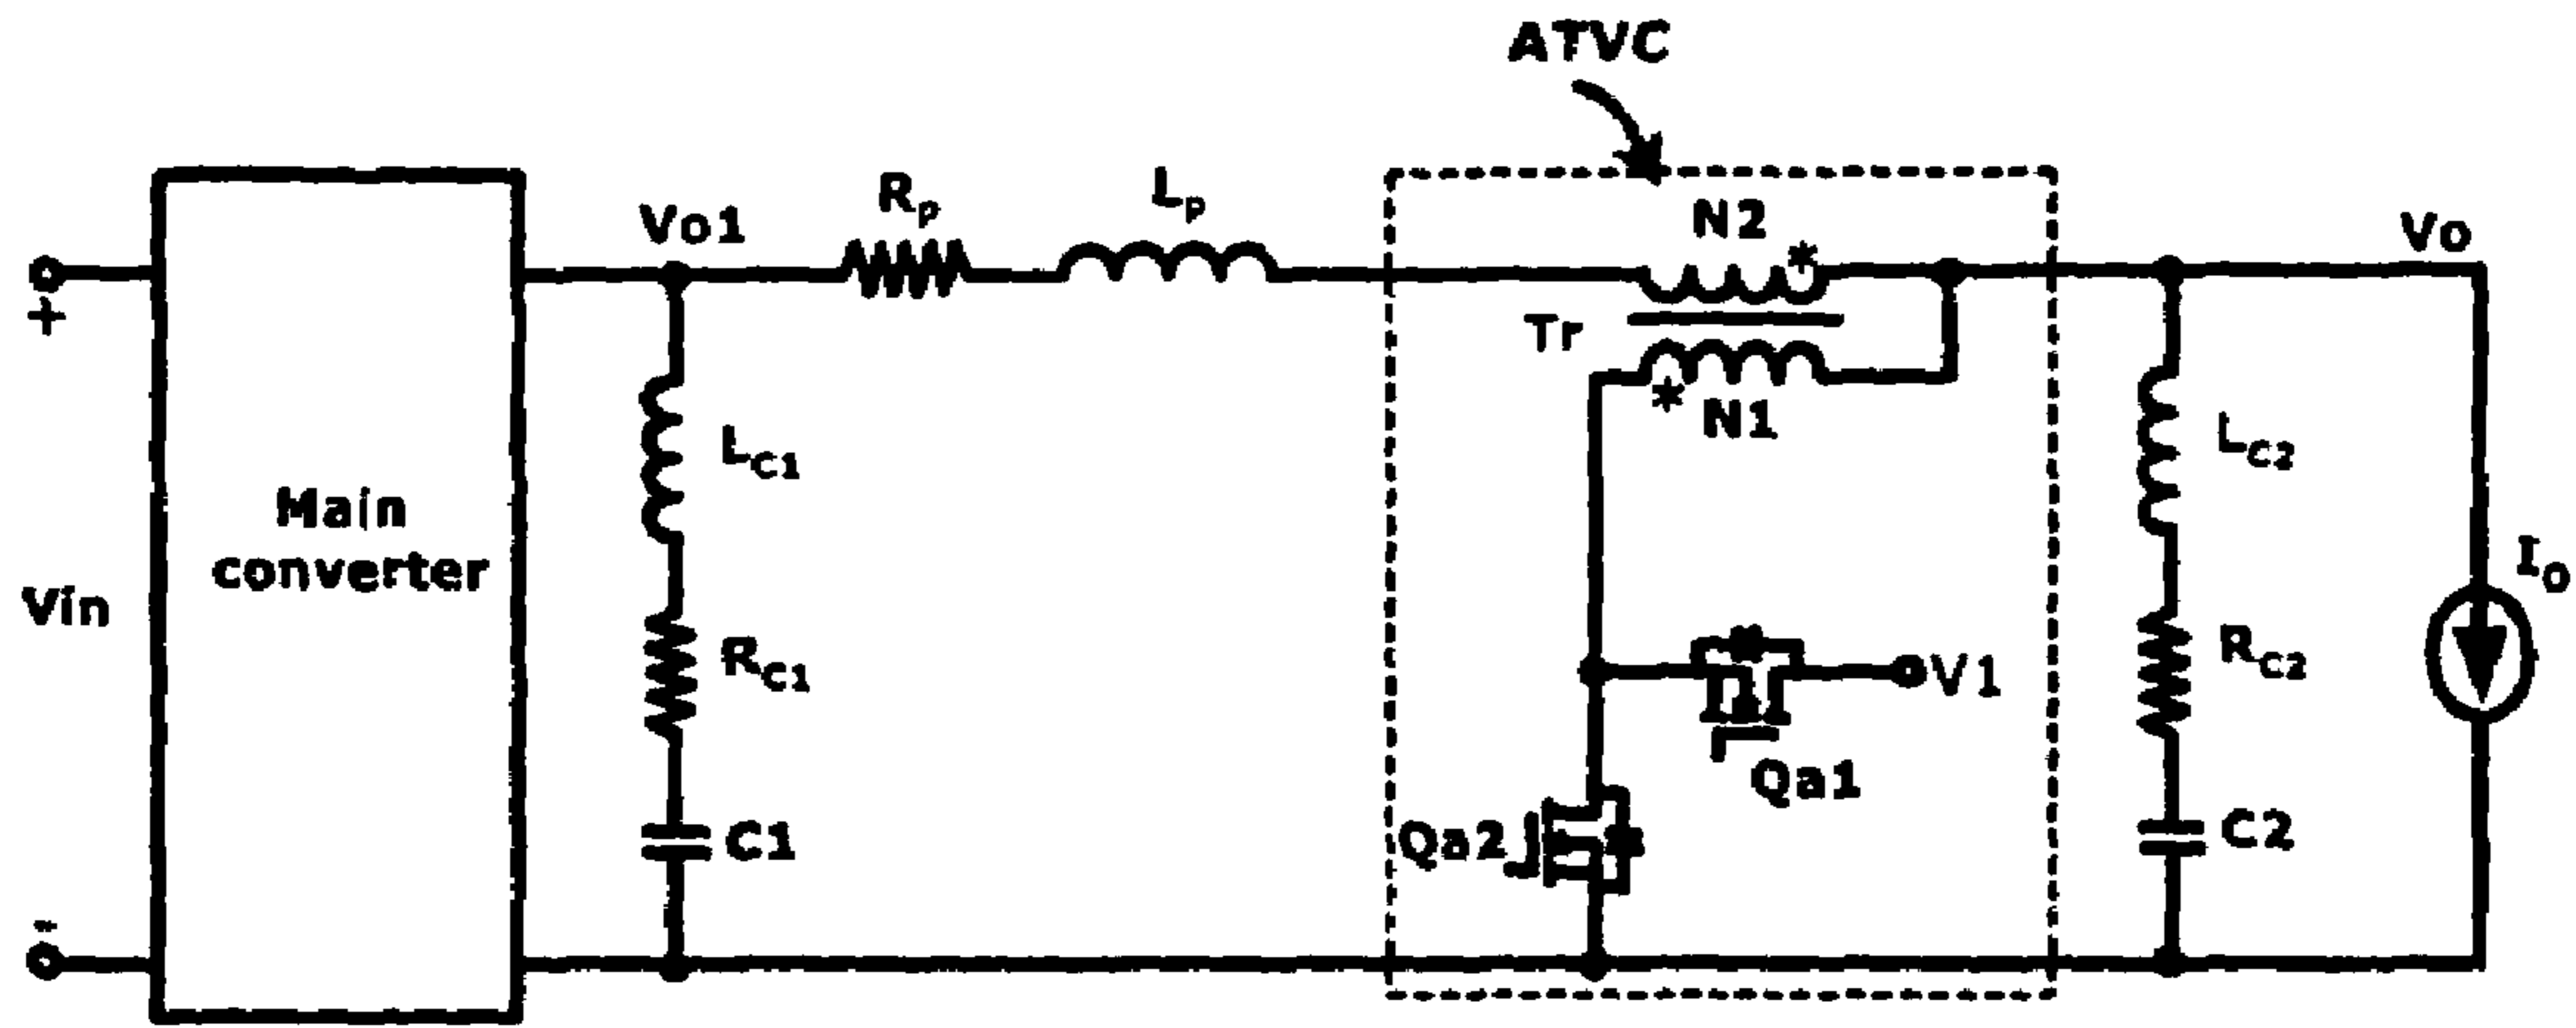 ATVC
Rp
Lp
N2
*
Vo1
Vo
+
Tr
*
N1
LC1
LC2
Main
converter
Io
Vin
RC1
RC2
V1
Qa1
Qa2
C1
C2
-